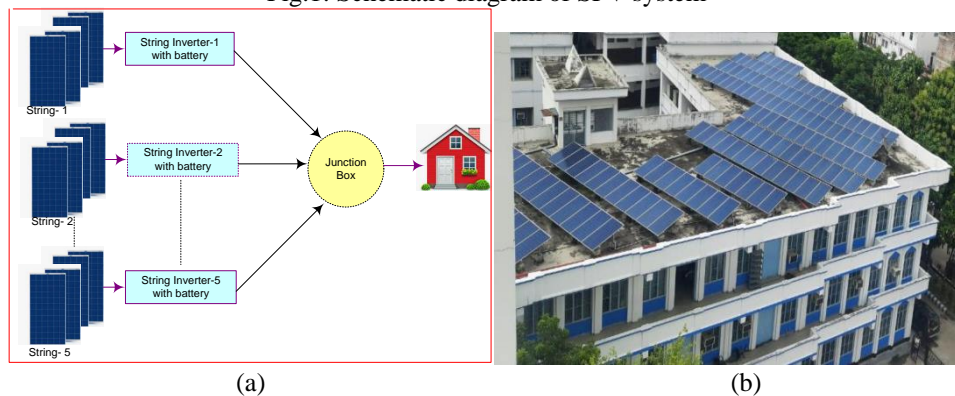 Fig.1. Schematic diagram of SPV system
String Inverter-1
with battery
String- 1
String Inverter-2
with battery
Junction
Box
String- 2
String Inverter-5
with battery
String- 5
(a)
(b)